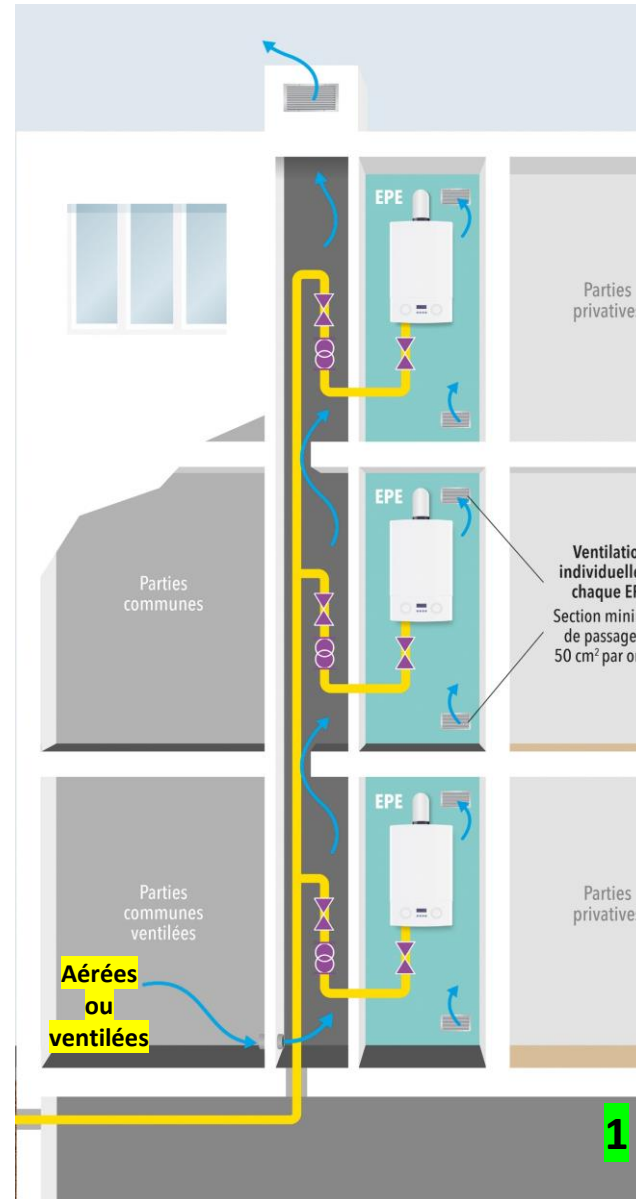 EPE
Parties
privatives
EPE
Parties
communes
Ventilatio
individuelle
chaque EP
Section mini
de passage
50 cm² par or
EPE
Parties
communes
ventilées
Parties
privatives
Aérées
ou
ventilées
1